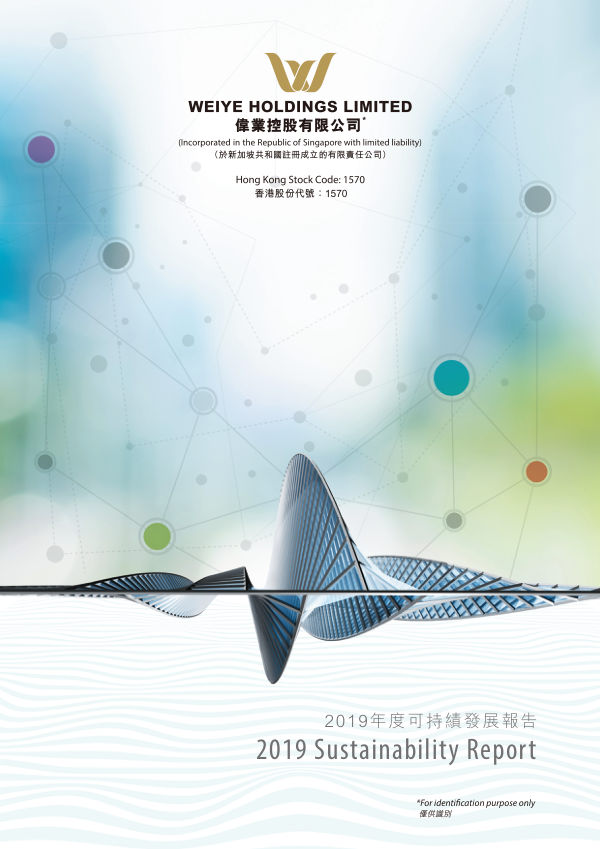 WEIYE HOLDINGS LIMITED
偉業控股有限公司*
(Incorporated in the Republic of Singapore with limited liability)
（於新加坡共和國註冊成立的有限責任公司）
Hong Kong Stock Code: 1570
香港股份代號：1570
2019年度可持續發展報告
2019 Sustainability Report
*For identification purpose only
僅供識別